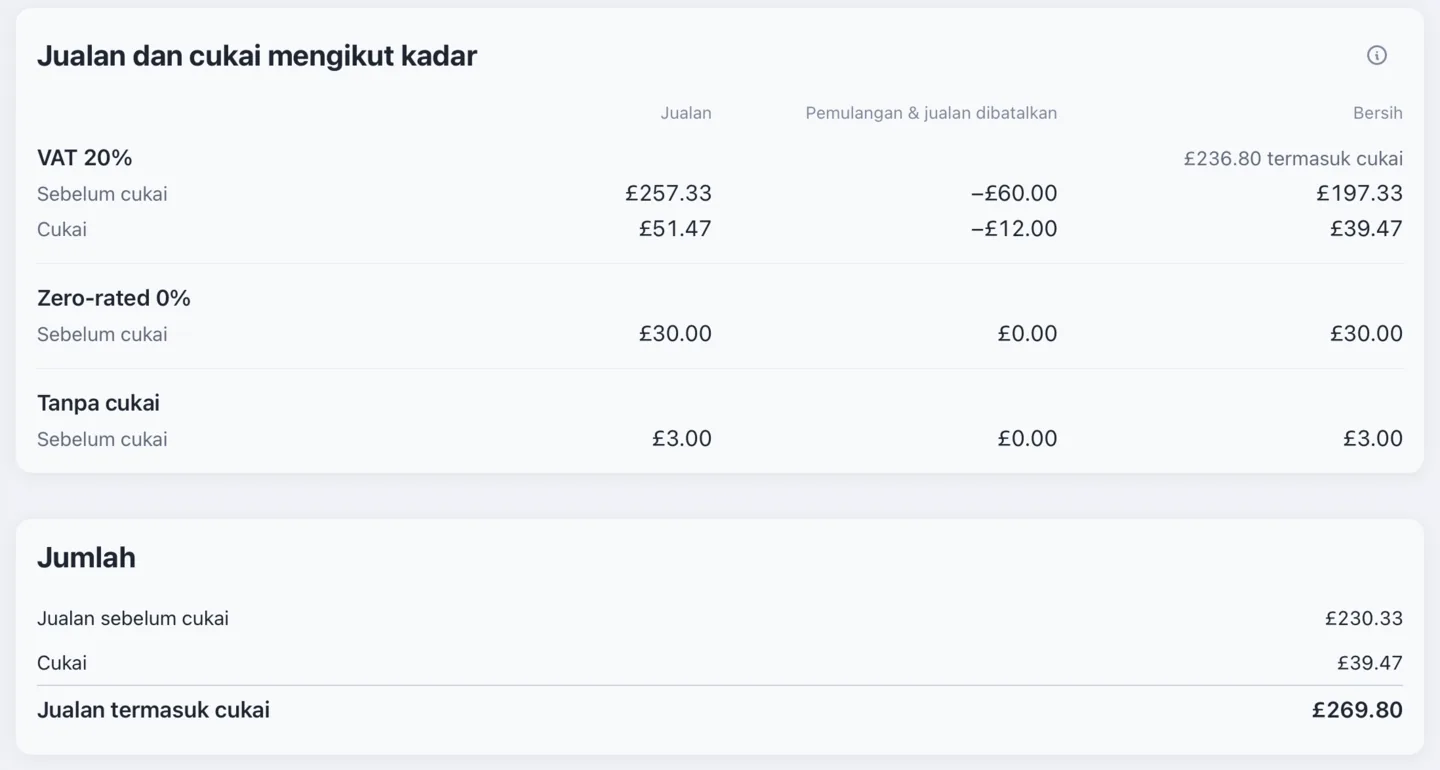 Jualan dan cukai mengikut kadar
Jualan Pemulangan & jualan dibatalkan Bersih
VAT 20% £236.80 termasuk cukai
Sebelum cukai £257.33 –£60.00 £197.33
Cukai £51.47 –£12.00 £39.47
Zero-rated 0%
Sebelum cukai £30.00 £0.00 £30.00
Tanpa cukai
Sebelum cukai £3.00 £0.00 £3.00
Jumlah
Jualan sebelum cukai £230.33
Cukai £39.47
Jualan termasuk cukai £269.80